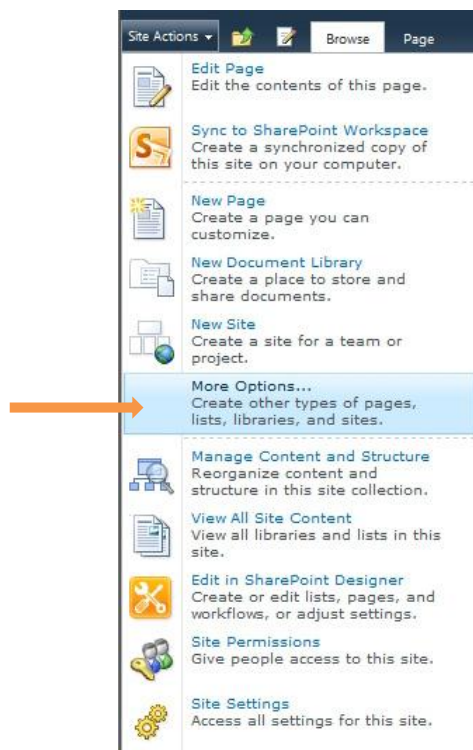 Site Actions Browse Page
Edit Page
Edit the contents of this page.
Sync to SharePoint Workspace
Create a synchronized copy of
this site on your computer.
New Page
Create a page you can
customize.
New Document Library
Create a place to store and
share documents.
New Site
Create a site for a team or
project.
More Options...
Create other types of pages,
lists, libraries, and sites.
Manage Content and Structure
Reorganize content and
structure in this site collection.
View All Site Content
View all libraries and lists in this
site.
Edit in SharePoint Designer
Create or edit lists, pages, and
workflows, or adjust settings.
Site Permissions
Give people access to this site.
Site Settings
Access all settings for this site.